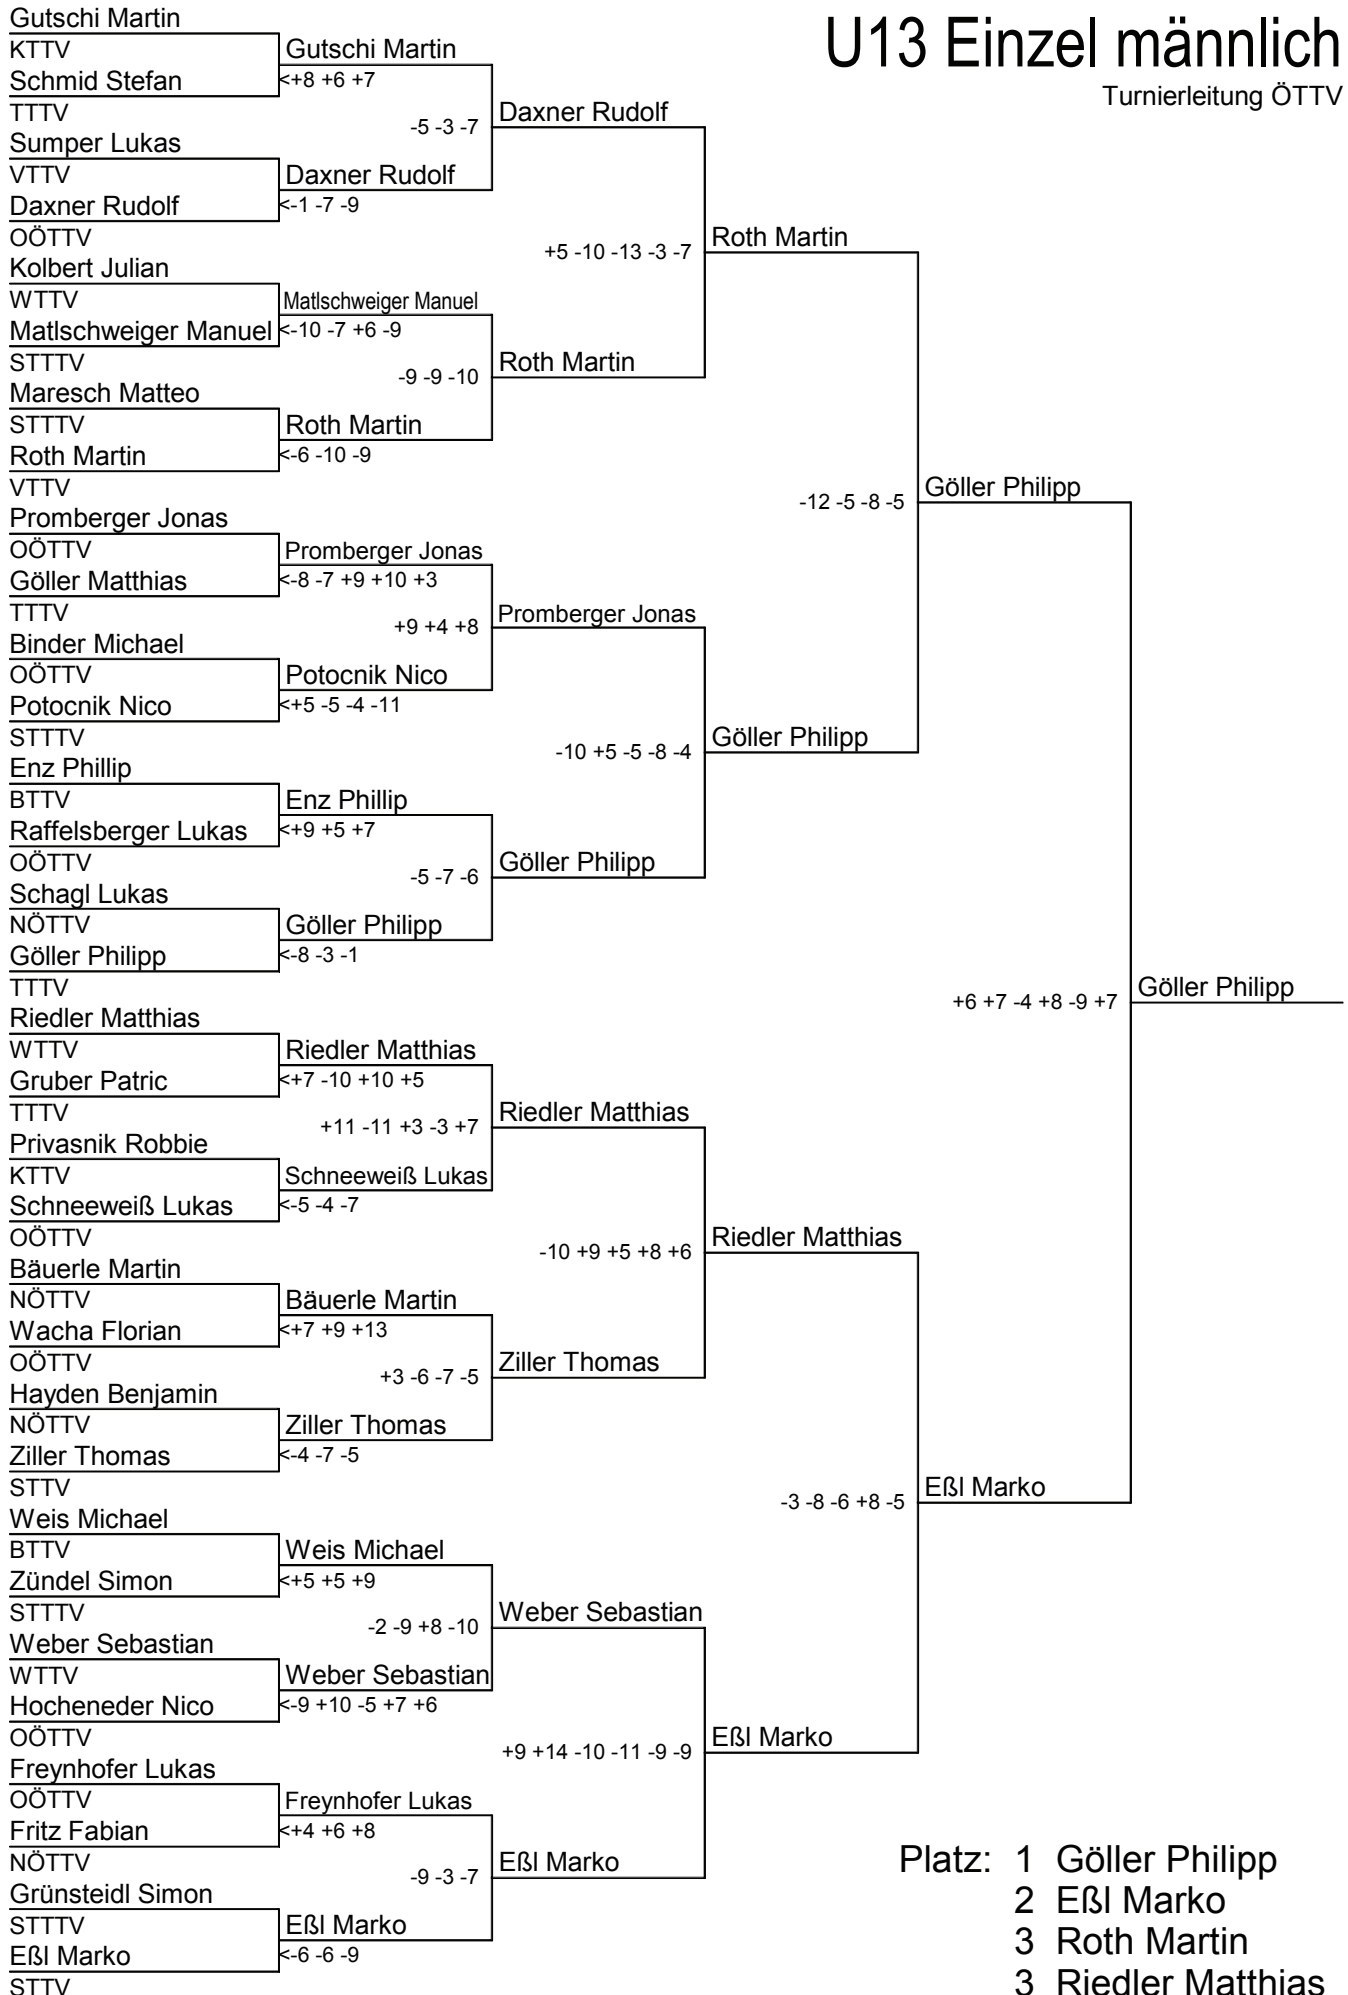 U13 Einzel männlich
Turnierleitung ÖTTV
Gutschi Martin
KTTV
Schmid Stefan
TTTV
Sumper Lukas
VTTV
Daxner Rudolf
OÖTTV
Kolbert Julian
WTTV
Matlschweiger Manuel
STTTV
Maresch Matteo
STTTV
Roth Martin
VTTV
Promberger Jonas
OÖTTV
Göller Matthias
TTTV
Binder Michael
OÖTTV
Potocnik Nico
STTTV
Enz Phillip
BTTV
Raffelsberger Lukas
OÖTTV
Schagl Lukas
NÖTTV
Göller Philipp
TTTV
Riedler Matthias
WTTV
Gruber Patric
TTTV
Privasnik Robbie
KTTV
Schneeweiß Lukas
OÖTTV
Bäuerle Martin
NÖTTV
Wacha Florian
OÖTTV
Hayden Benjamin
NÖTTV
Ziller Thomas
STTV
Weis Michael
BTTV
Zündel Simon
STTTV
Weber Sebastian
WTTV
Hocheneder Nico
OÖTTV
Freynhofer Lukas
OÖTTV
Fritz Fabian
NÖTTV
Grünsteidl Simon
STTTV
Eßl Marko
STTV
Gutschi Martin
<+8 +6 +7
-5 -3 -7
Daxner Rudolf
<-1 -7 -9
Matlschweiger Manuel
<-10 -7 +6 -9
-9 -9 -10
Roth Martin
<-6 -10 -9
Promberger Jonas
<-8 -7 +9 +10 +3
+9 +4 +8
Potocnik Nico
<+5 -5 -4 -11
Enz Phillip
<+9 +5 +7
-5 -7 -6
Göller Philipp
<-8 -3 -1
Riedler Matthias
<+7 -10 +10 +5
+11 -11 +3 -3 +7
Schneeweiß Lukas
<-5 -4 -7
Bäuerle Martin
<+7 +9 +13
+3 -6 -7 -5
Ziller Thomas
<-4 -7 -5
Weis Michael
<+5 +5 +9
-2 -9 +8 -10
Weber Sebastian
<-9 +10 -5 +7 +6
Freynhofer Lukas
<+4 +6 +8
-9 -3 -7
Eßl Marko
<-6 -6 -9
Daxner Rudolf
+5 -10 -13 -3 -7
Roth Martin
Promberger Jonas
-10 +5 -5 -8 -4
Göller Philipp
Riedler Matthias
-10 +9 +5 +8 +6
Ziller Thomas
Weber Sebastian
+9 +14 -10 -11 -9 -9
Eßl Marko
Roth Martin
-12 -5 -8 -5
Göller Philipp
Riedler Matthias
-3 -8 -6 +8 -5
Eßl Marko
Göller Philipp
+6 +7 -4 +8 -9 +7
Eßl Marko
Göller Philipp
Platz: 1 Göller Philipp
2 Eßl Marko
3 Roth Martin
3 Riedler Matthias